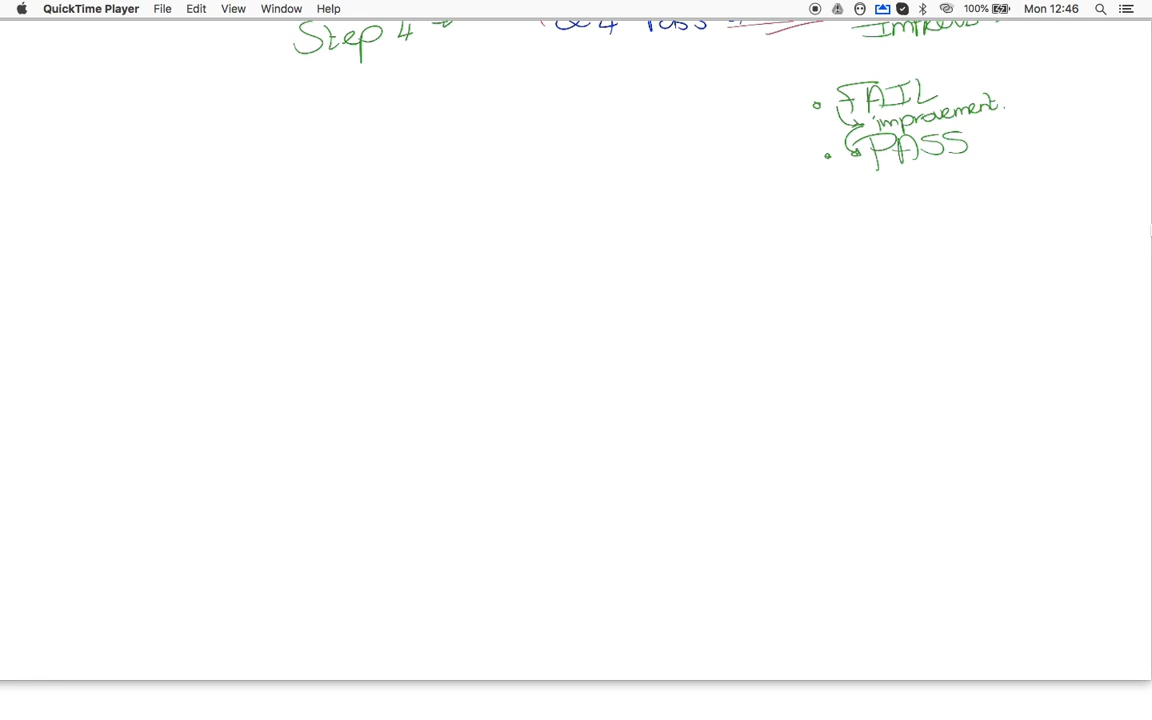 QuickTime Player File Edit View Window Help 100% Mon 12:46
Step 4
FAIL
improvement.
PASS